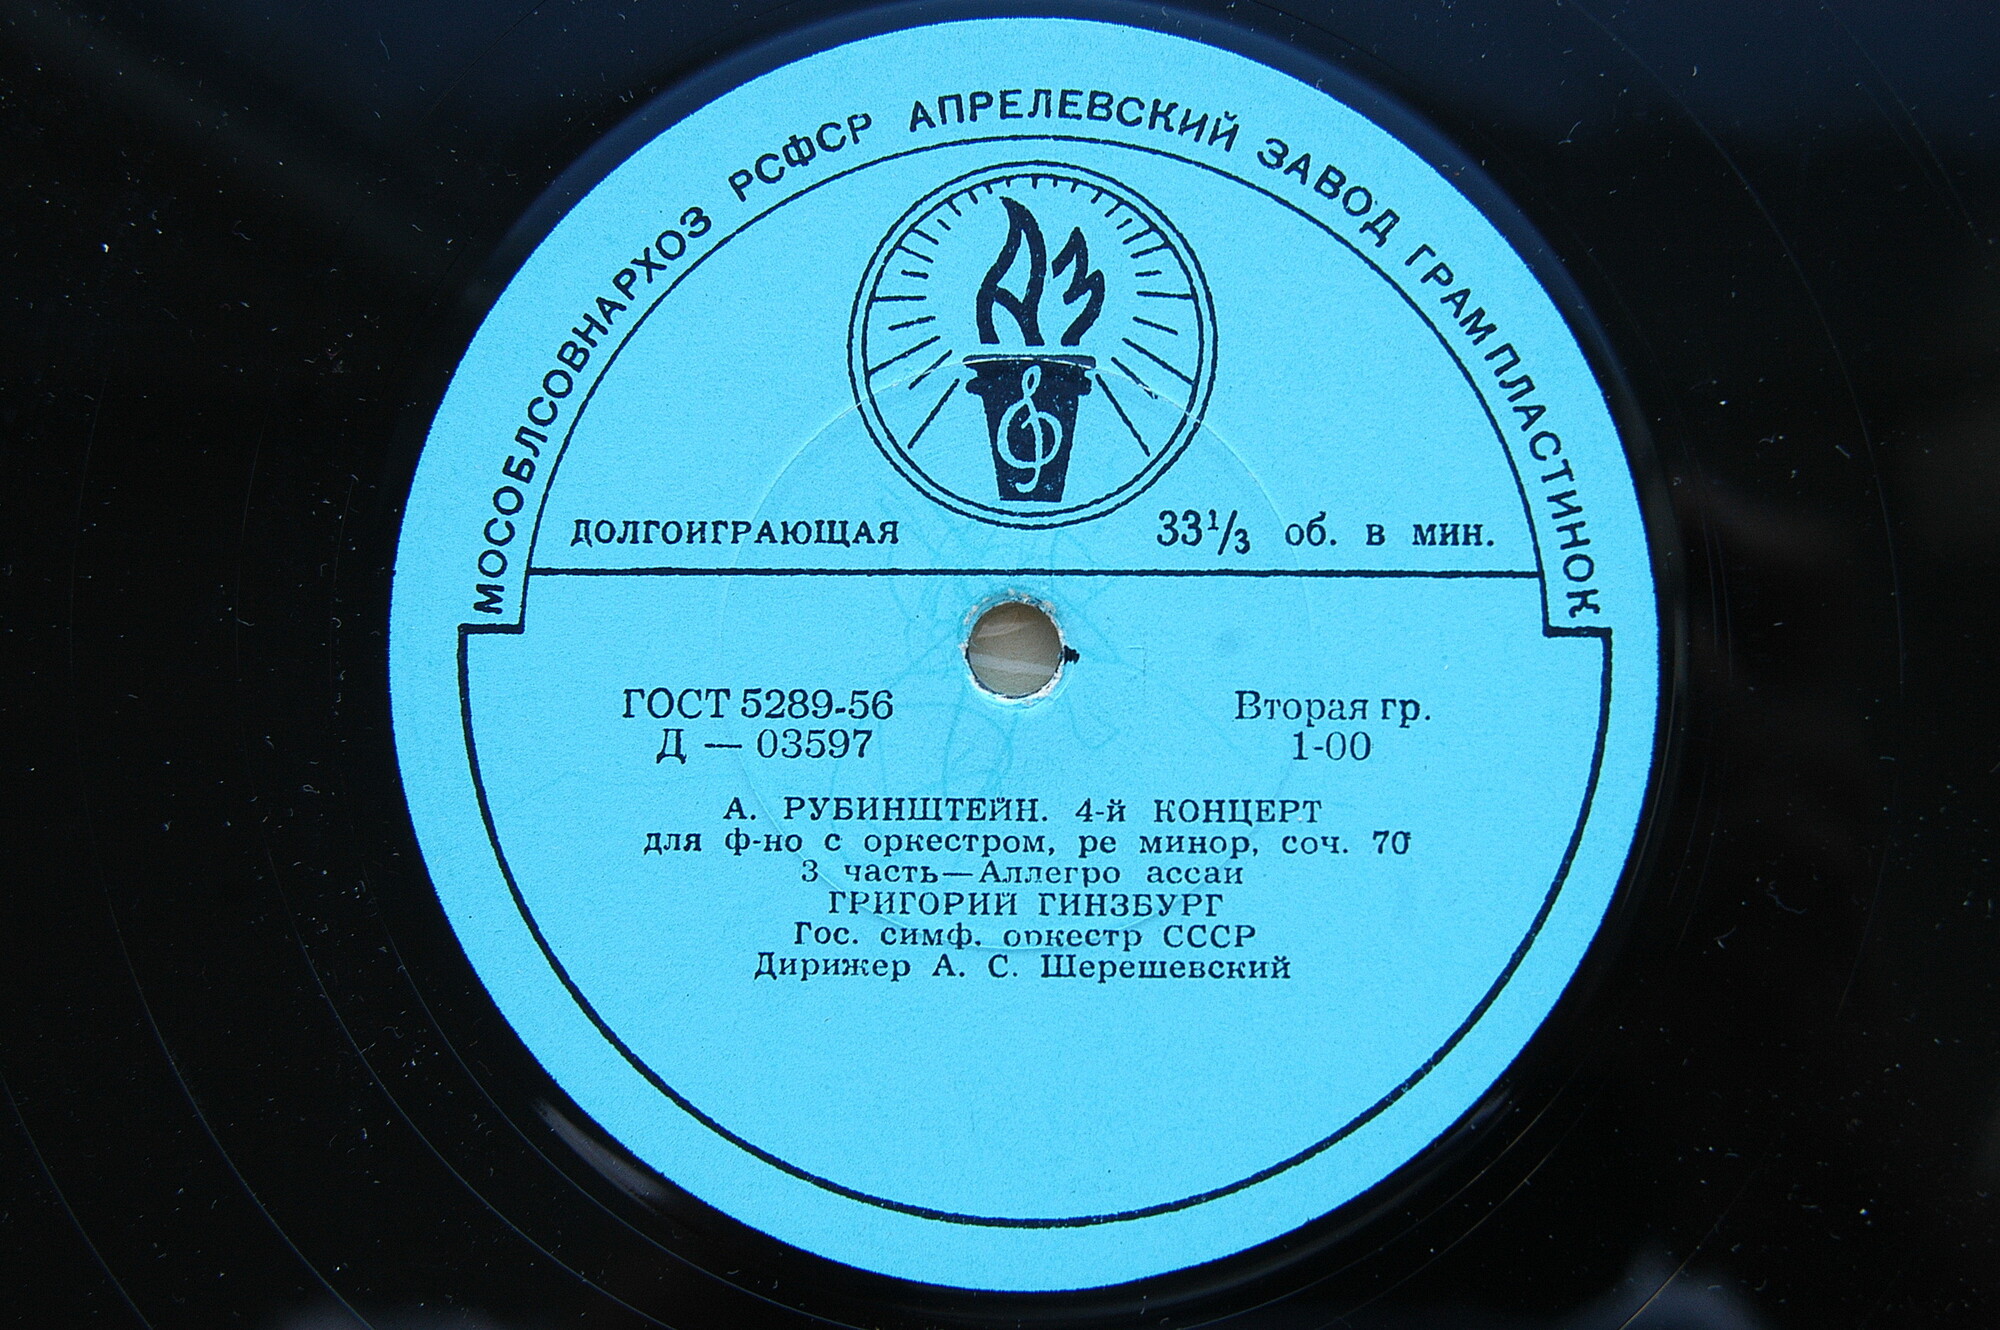 МОСОБЛСОВНАРХОЗ РСФСР АПРЕЛЕВСКИЙ ЗАВОД ГРАМПЛАСТИНОК
АЗ
ДОЛГОИГРАЮЩАЯ 33⅓ об. в мин.
ГОСТ 5289-56 Вторая гр.
Д — 03597 1-00
А. РУБИНШТЕЙН. 4-й КОНЦЕРТ
для ф-но с оркестром, ре минор, соч. 70
3 часть—Аллегро ассаи
ГРИГОРИЙ ГИНЗБУРГ
Гос. симф. оркестр СССР
Дирижер А. С. Шерешевский